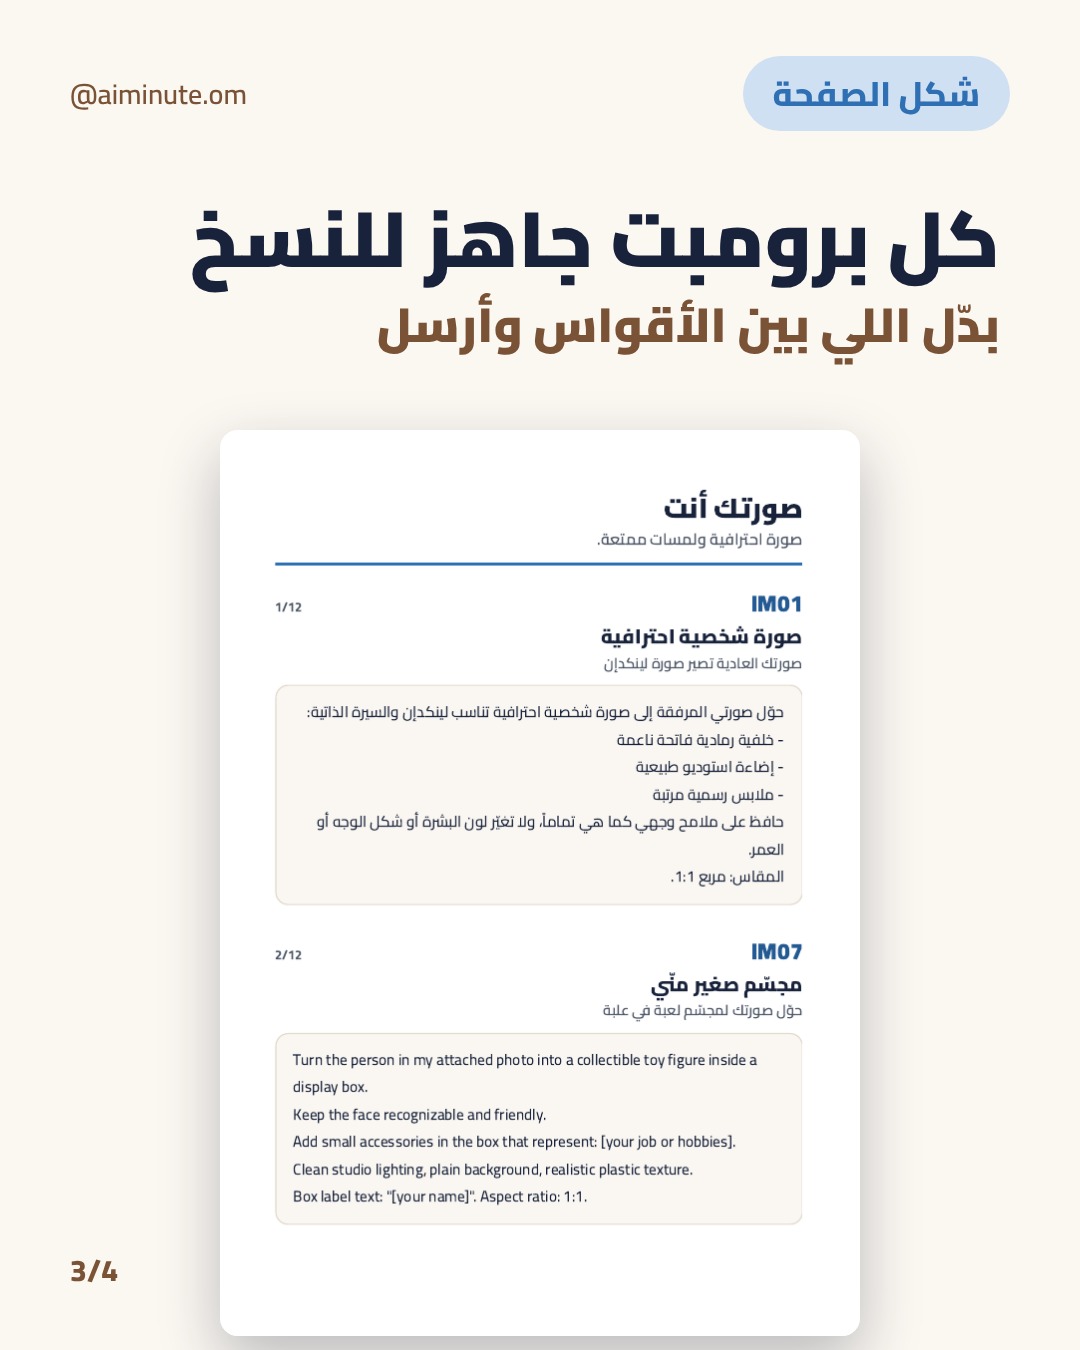 شكل الصفحة
@aiminute.om
كل برومبت جاهز للنسخ
بدّل اللي بين الأقواس وأرسل
صورتك أنت
صورة احترافية ولمسات ممتعة.
IM01
1/12
صورة شخصية احترافية
صورتك العادية تصير صورة لينكدإن
حوّل صورتي المرفقة إلى صورة شخصية احترافية تناسب لينكدإن والسيرة الذاتية:
- خلفية رمادية فاتحة ناعمة
- إضاءة استوديو طبيعية
- ملابس رسمية مرتبة
حافظ على ملامح وجهي كما هي تماماً، ولا تغيّر لون البشرة أو شكل الوجه أو
العمر.
المقاس: مربع 1:1.
IM07
2/12
مجسّم صغير منّي
حوّل صورتك لمجسّم لعبة في علبة
Turn the person in my attached photo into a collectible toy figure inside a
display box.
Keep the face recognizable and friendly.
Add small accessories in the box that represent: [your job or hobbies].
Clean studio lighting, plain background, realistic plastic texture.
Box label text: "[your name]". Aspect ratio: 1:1.
3/4